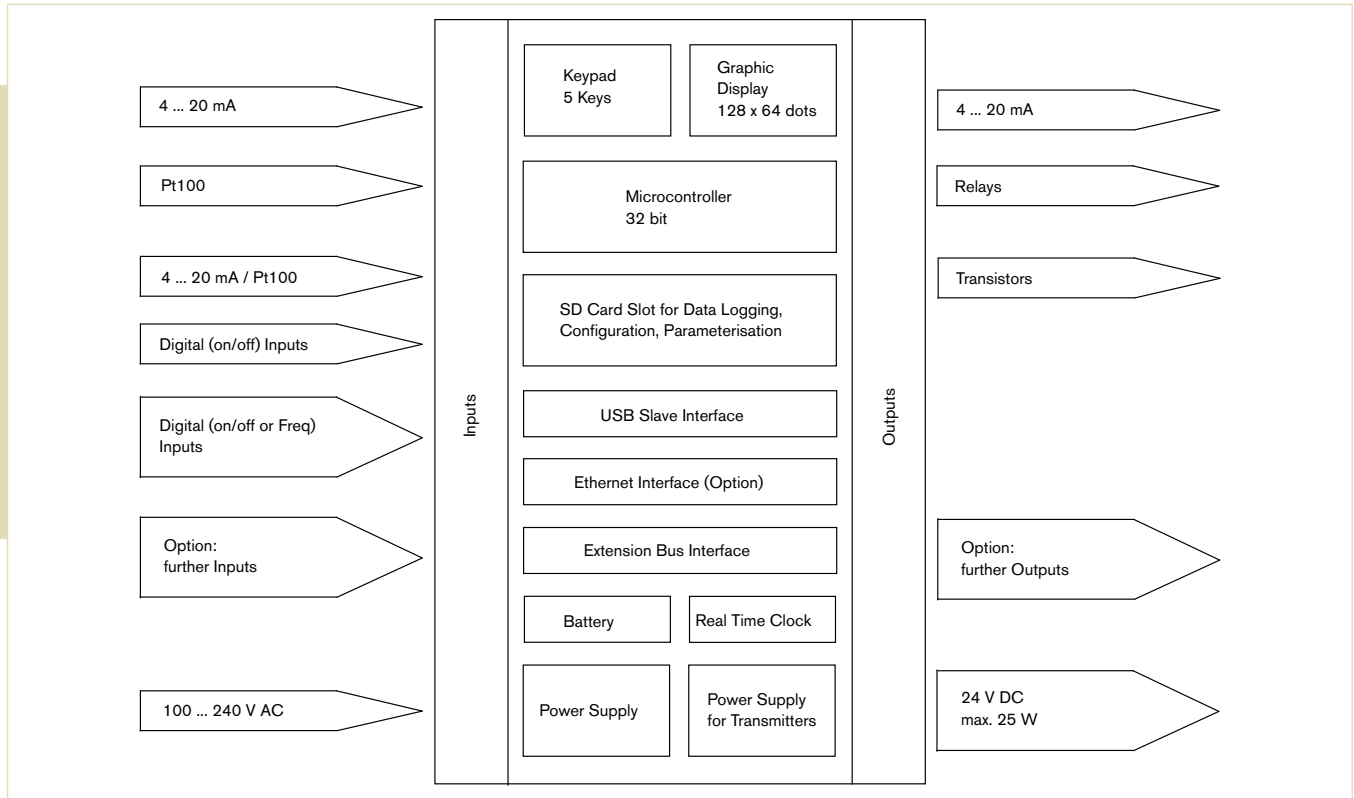 4 ... 20 mA
Pt100
4 ... 20 mA / Pt100
Digital (on/off) Inputs
Digital (on/off or Freq)
Inputs
Option:
further Inputs
100 ... 240 V AC
Inputs
Keypad
5 Keys
Graphic
Display
128 x 64 dots
Microcontroller
32 bit
SD Card Slot for Data Logging,
Configuration, Parameterisation
USB Slave Interface
Ethernet Interface (Option)
Extension Bus Interface
Battery
Real Time Clock
Power Supply
Power Supply
for Transmitters
Outputs
4 ... 20 mA
Relays
Transistors
Option:
further Outputs
24 V DC
max. 25 W